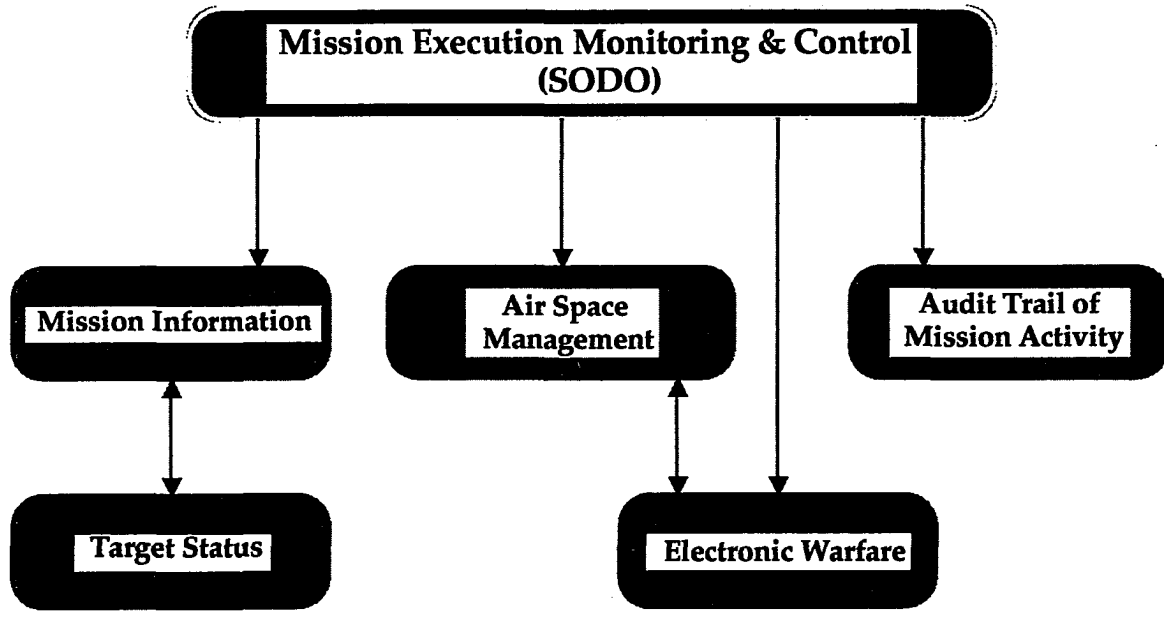 Mission Execution Monitoring & Control
(SODO)
Mission Information
Air Space
Management
Audit Trail of
Mission Activity
Target Status
Electronic Warfare